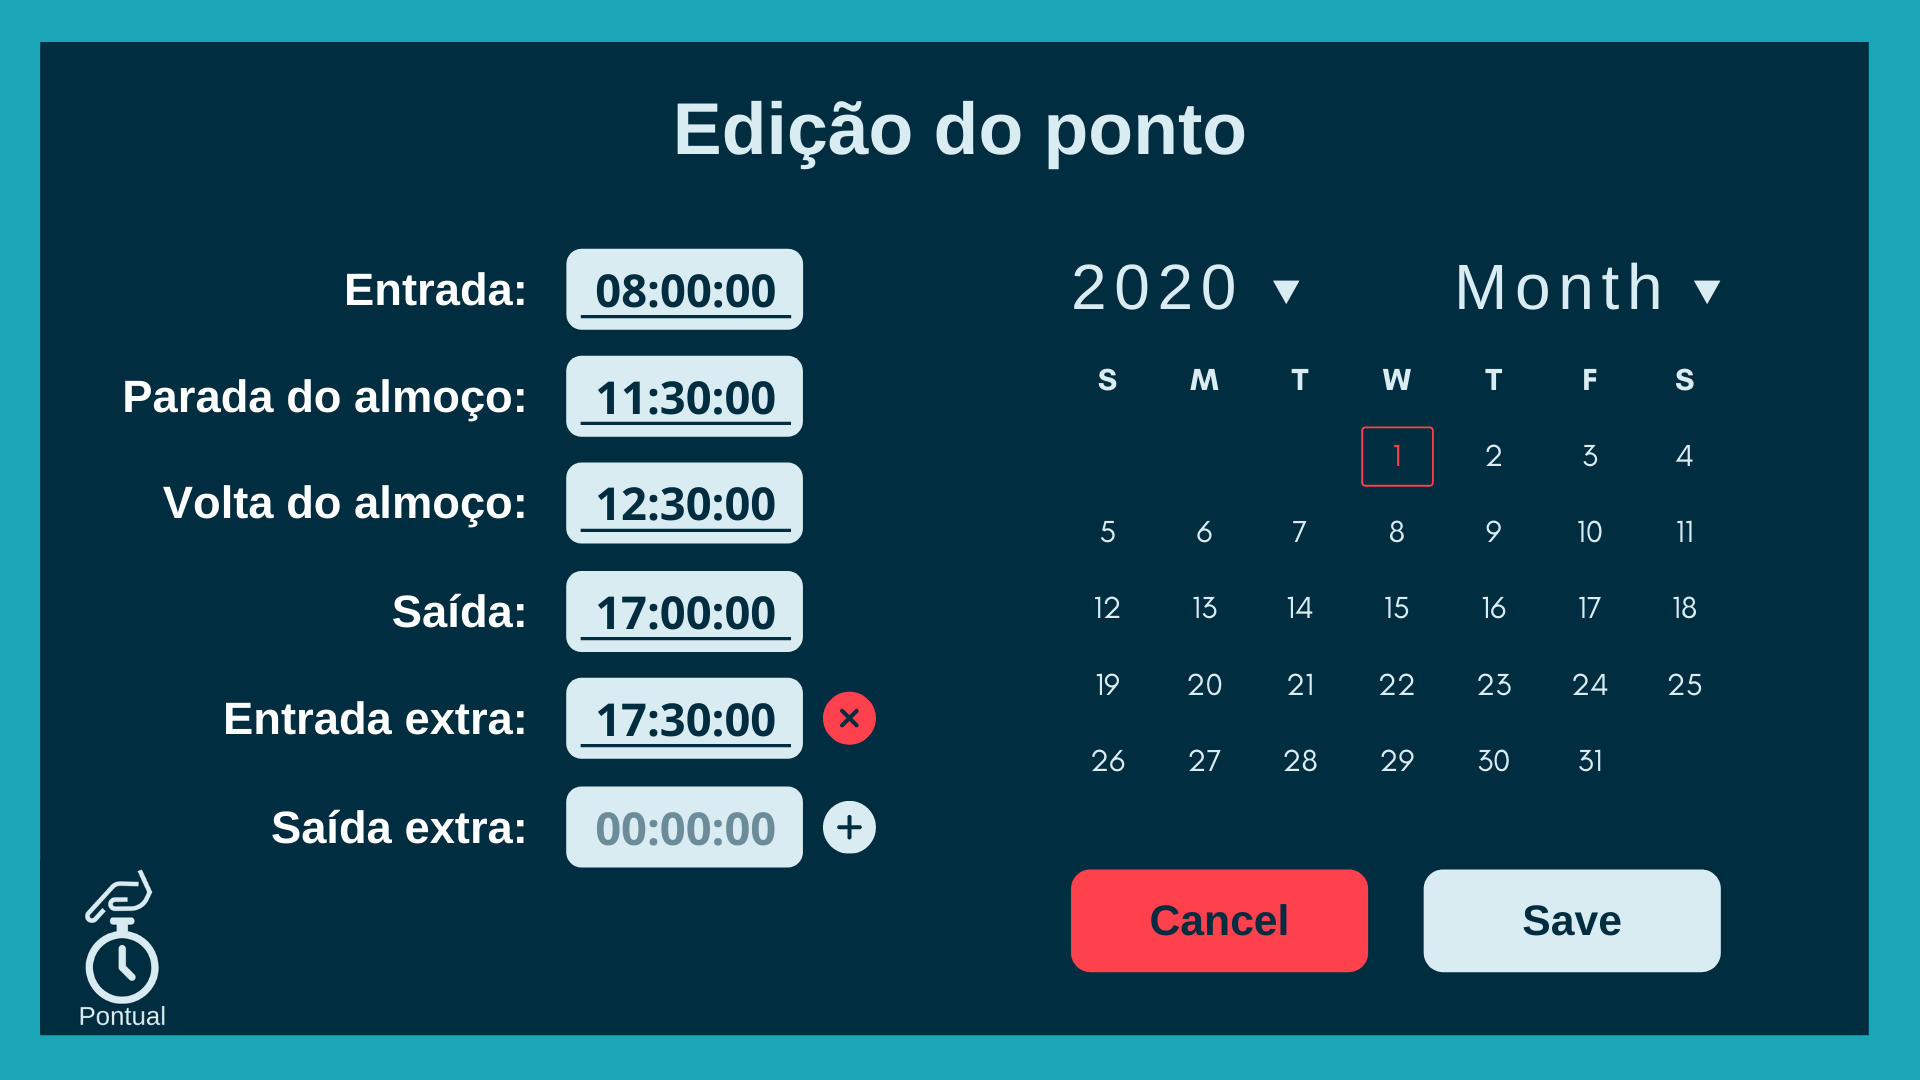 Edição do ponto
Entrada: 08:00:00
Parada do almoço: 11:30:00
Volta do almoço: 12:30:00
Saída: 17:00:00
Entrada extra: 17:30:00
Saída extra: 00:00:00
Pontual
2020 ▼ Month ▼
S M T W T F S
1 2 3 4
5 6 7 8 9 10 11
12 13 14 15 16 17 18
19 20 21 22 23 24 25
26 27 28 29 30 31
Cancel Save